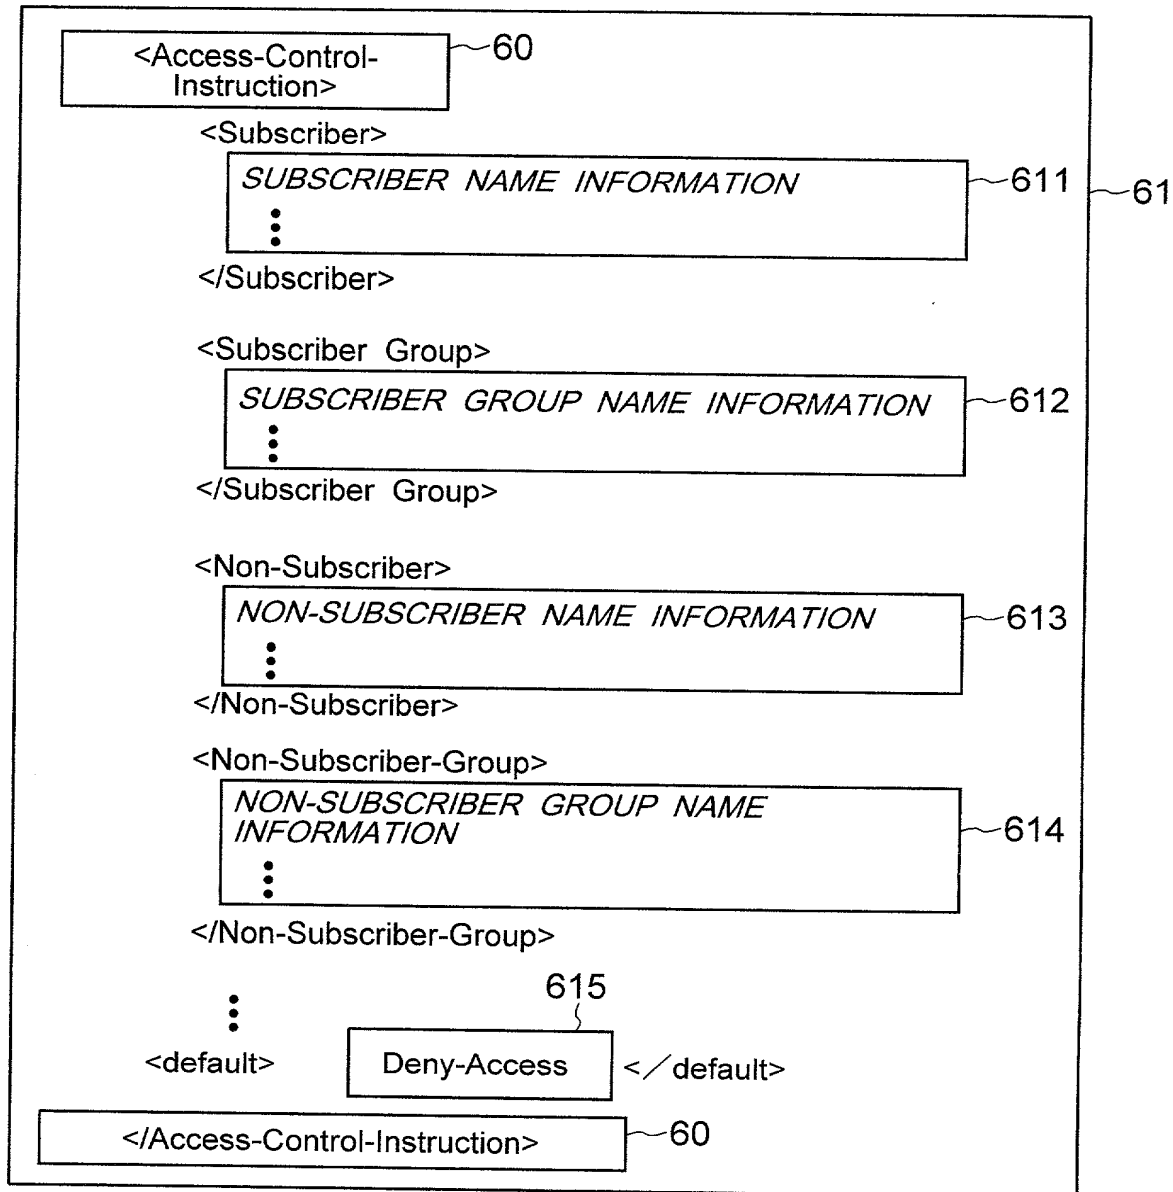 <Access-Control-
Instruction>
60
<Subscriber>
SUBSCRIBER NAME INFORMATION
611
61
</Subscriber>
<Subscriber Group>
SUBSCRIBER GROUP NAME INFORMATION
612
</Subscriber Group>
<Non-Subscriber>
NON-SUBSCRIBER NAME INFORMATION
613
</Non-Subscriber>
<Non-Subscriber-Group>
NON-SUBSCRIBER GROUP NAME
INFORMATION
614
</Non-Subscriber-Group>
615
<default> Deny-Access </default>
</Access-Control-Instruction>
60